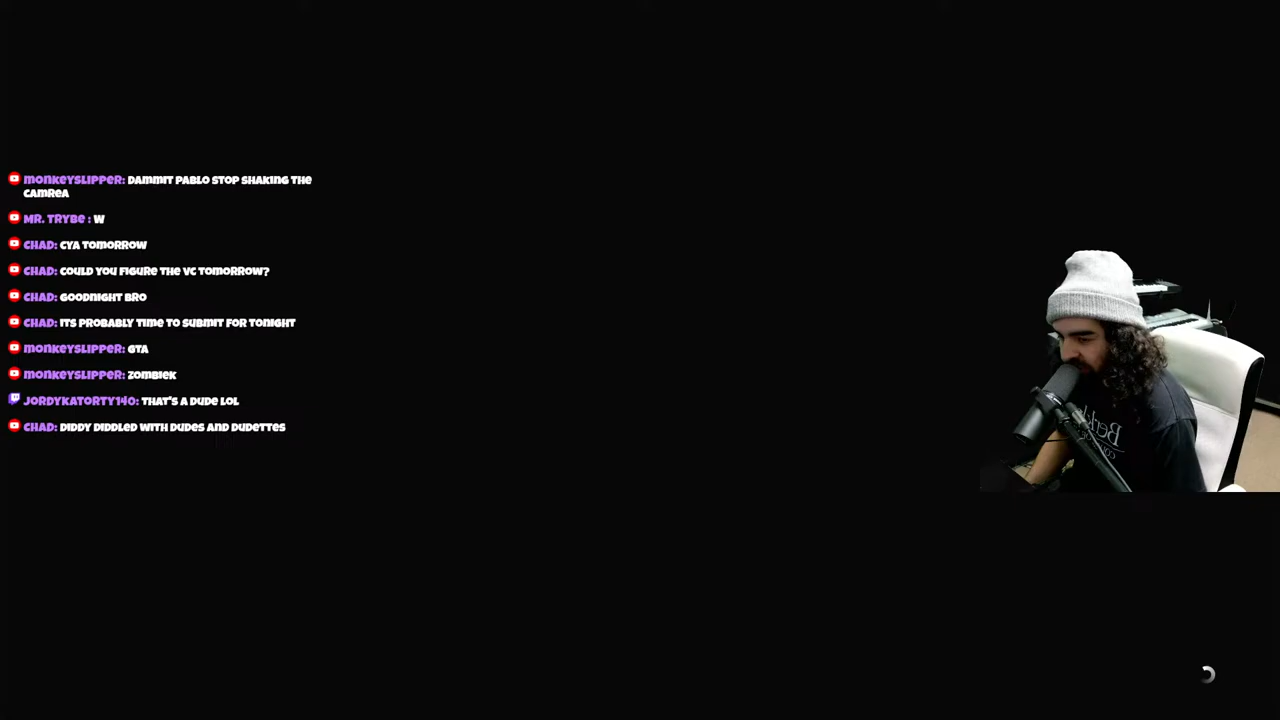 MONKEYSLIPPER: DAMMIT PABLO STOP SHAKING THE
CAMREA
MR. TRYBE : W
CHAD: CYA TOMORROW
CHAD: COULD YOU FIGURE THE VC TOMORROW?
CHAD: GOODNIGHT BRO
CHAD: ITS PROBABLY TIME TO SUBMIT FOR TONIGHT
MONKEYSLIPPER: GTA
MONKEYSLIPPER: ZOMBIEK
JORDYKATORTY140: THAT'S A DUDE LOL
CHAD: DIDDY DIDDLED WITH DUDES AND DUDETTES